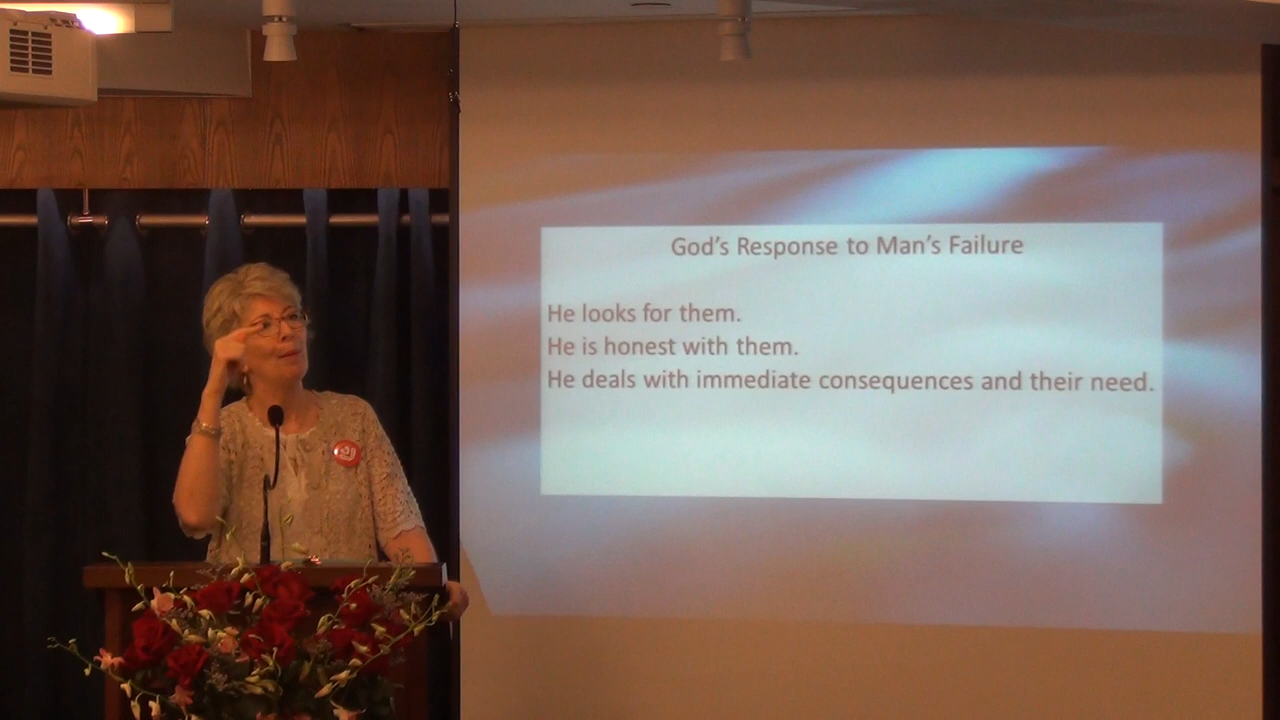 God's Response to Man's Failure
He looks for them.
He is honest with them.
He deals with immediate consequences and their need.